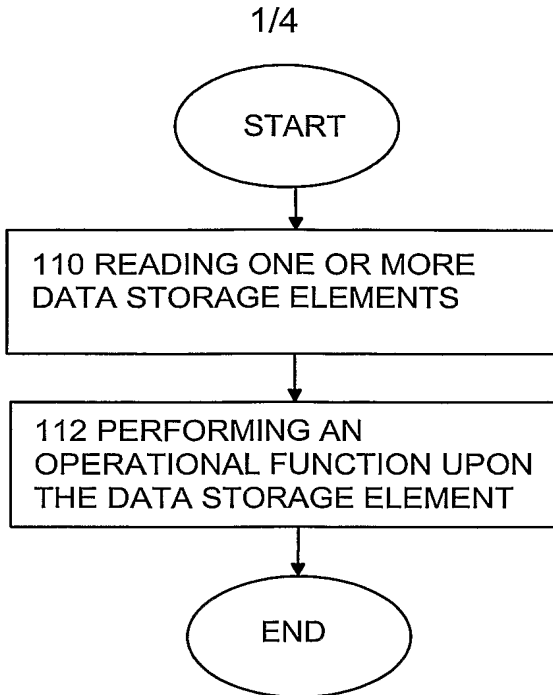 1/4
START
110 READING ONE OR MORE
DATA STORAGE ELEMENTS
112 PERFORMING AN
OPERATIONAL FUNCTION UPON
THE DATA STORAGE ELEMENT
END